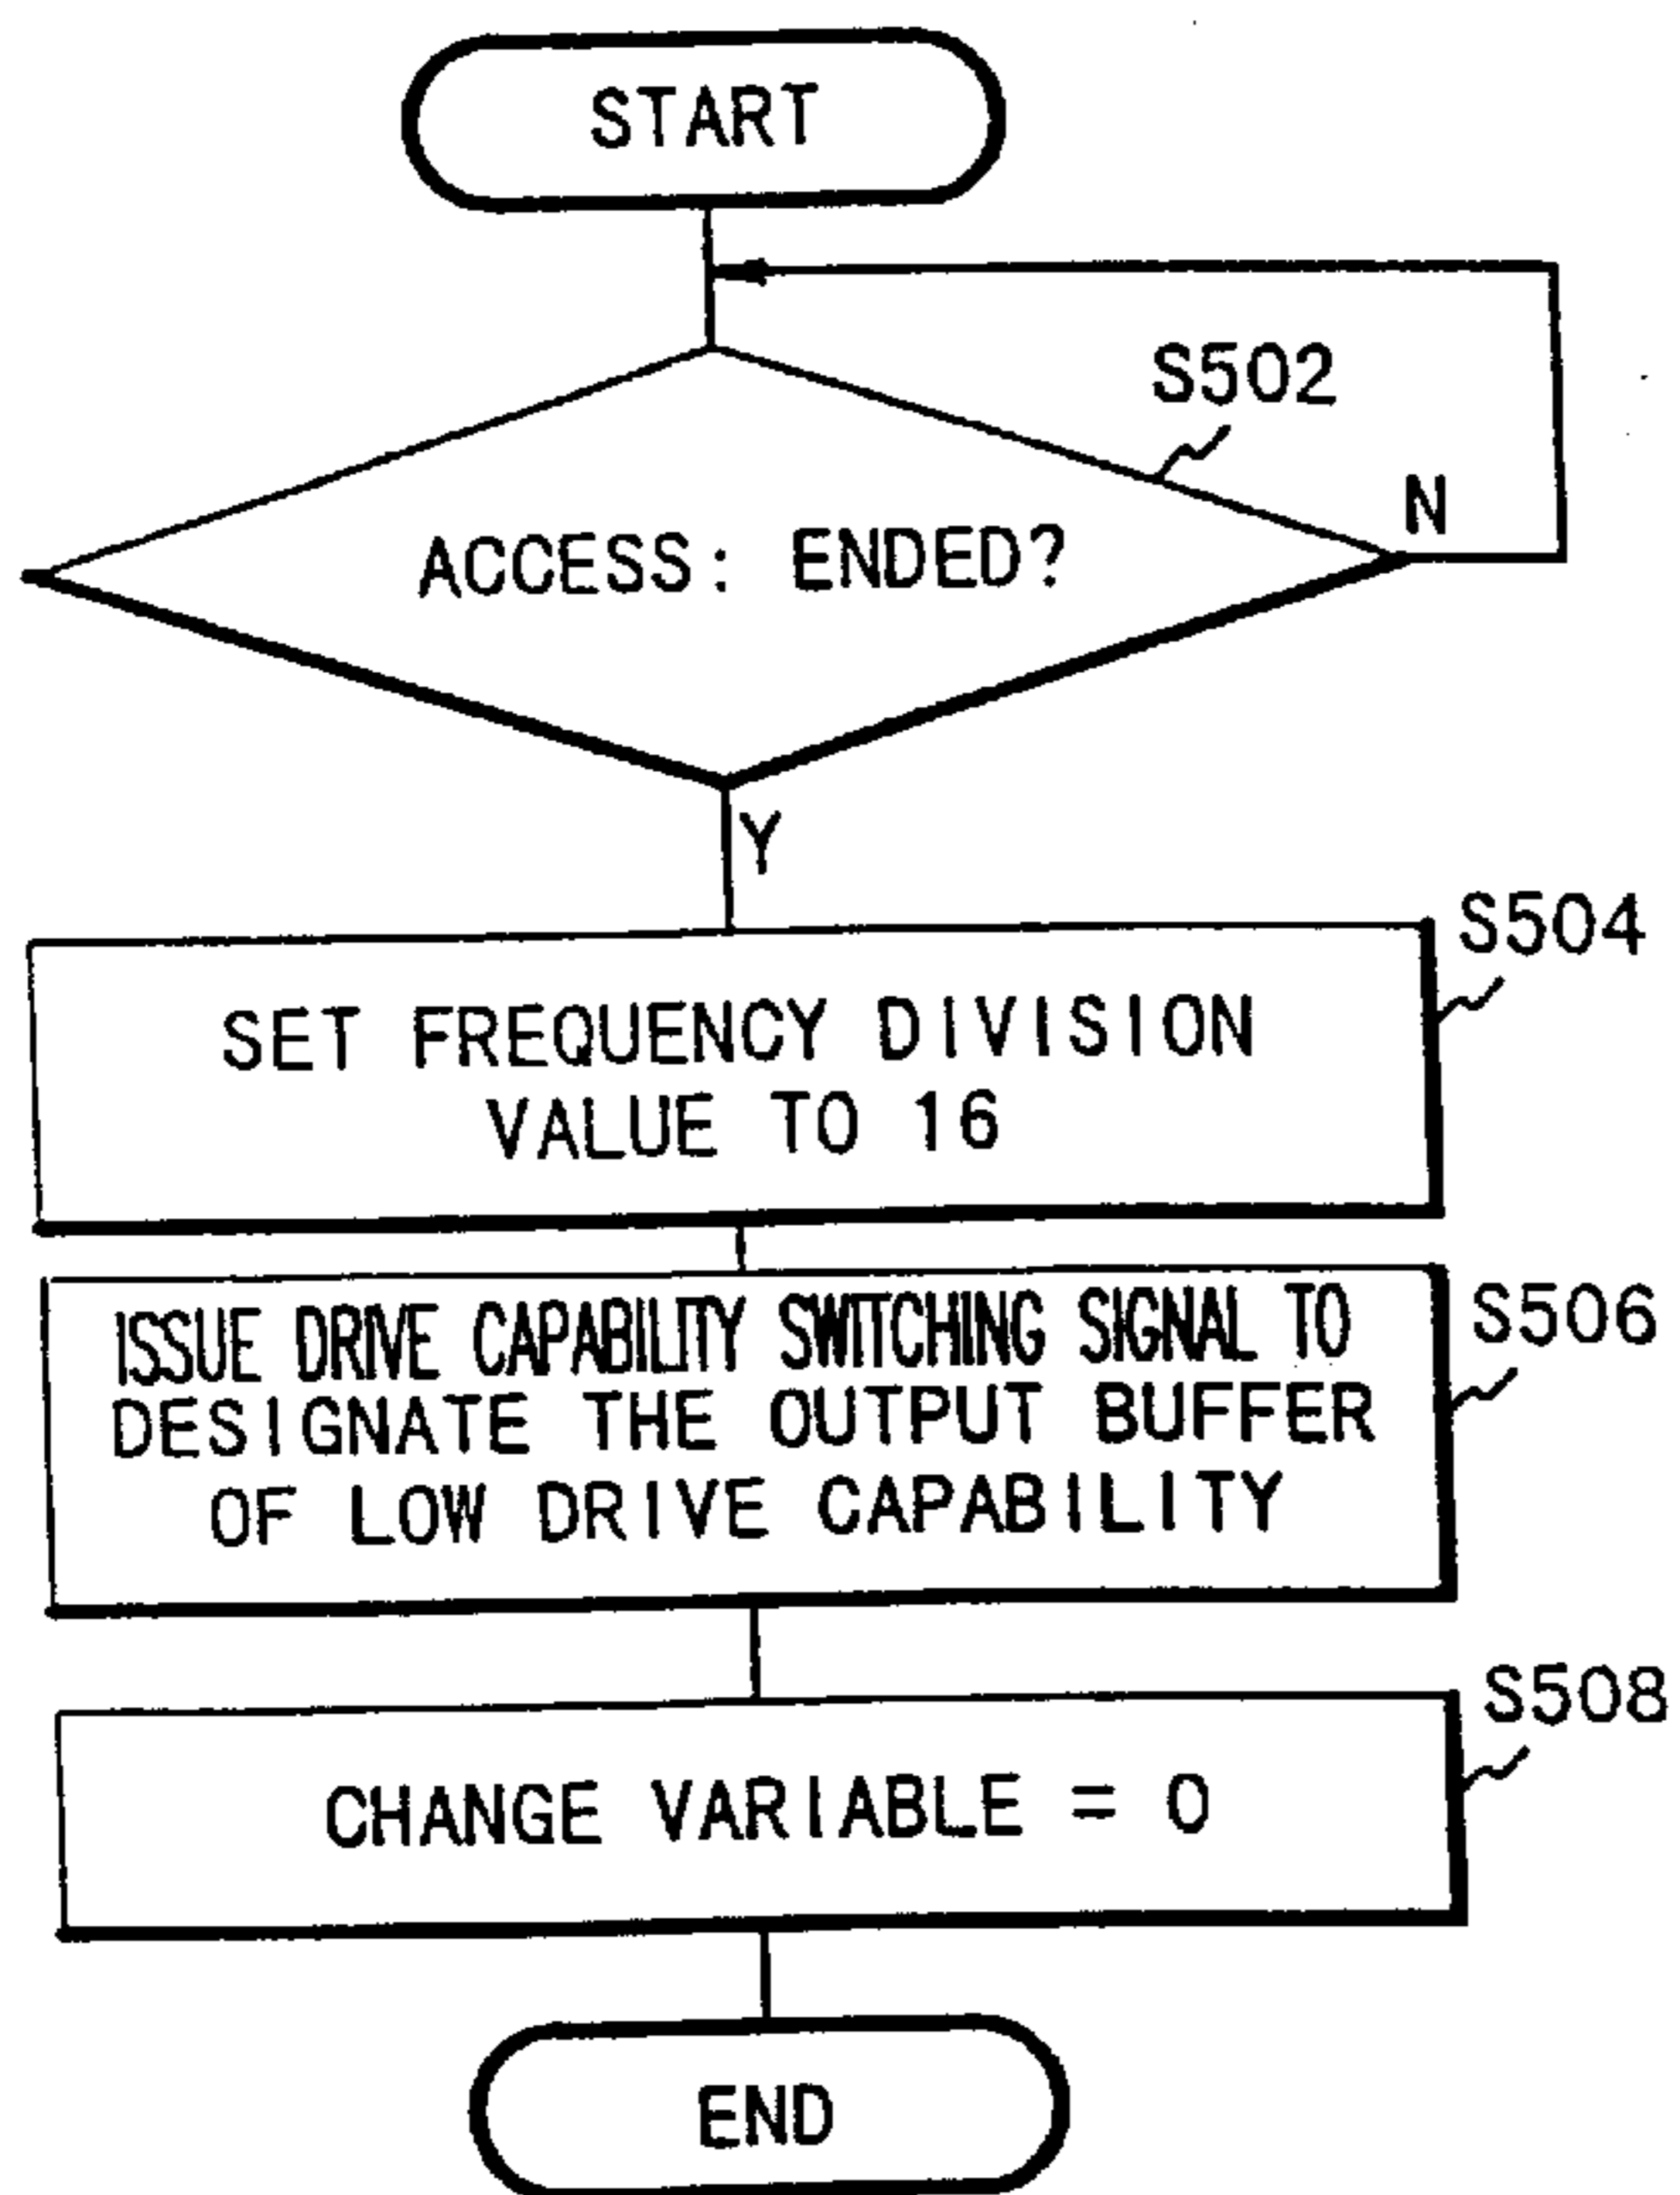 START
S502
N
ACCESS: ENDED?
Y
S504
SET FREQUENCY DIVISION
VALUE TO 16
S506
ISSUE DRIVE CAPABILITY SWITCHING SIGNAL TO
DESIGNATE THE OUTPUT BUFFER
OF LOW DRIVE CAPABILITY
S508
CHANGE VARIABLE = 0
END